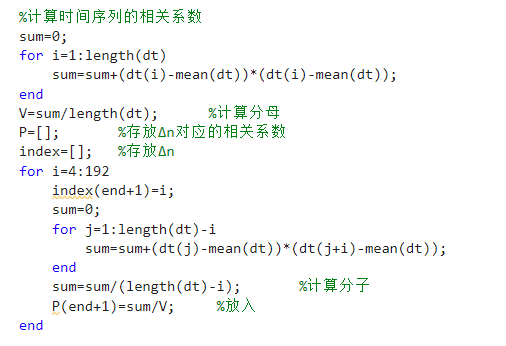 %计算时间序列的相关系数
sum=0;
for i=1:length(dt)
    sum=sum+(dt(i)-mean(dt))*(dt(i)-mean(dt));
end
V=sum/length(dt);      %计算分母
P=[];       %存放Δn对应的相关系数
index=[];   %存放Δn
for i=4:192
    index(end+1)=i;
    sum=0;
    for j=1:length(dt)-i
        sum=sum+(dt(j)-mean(dt))*(dt(j+i)-mean(dt));
    end
    sum=sum/(length(dt)-i);       %计算分子
    P(end+1)=sum/V;     %放入
end